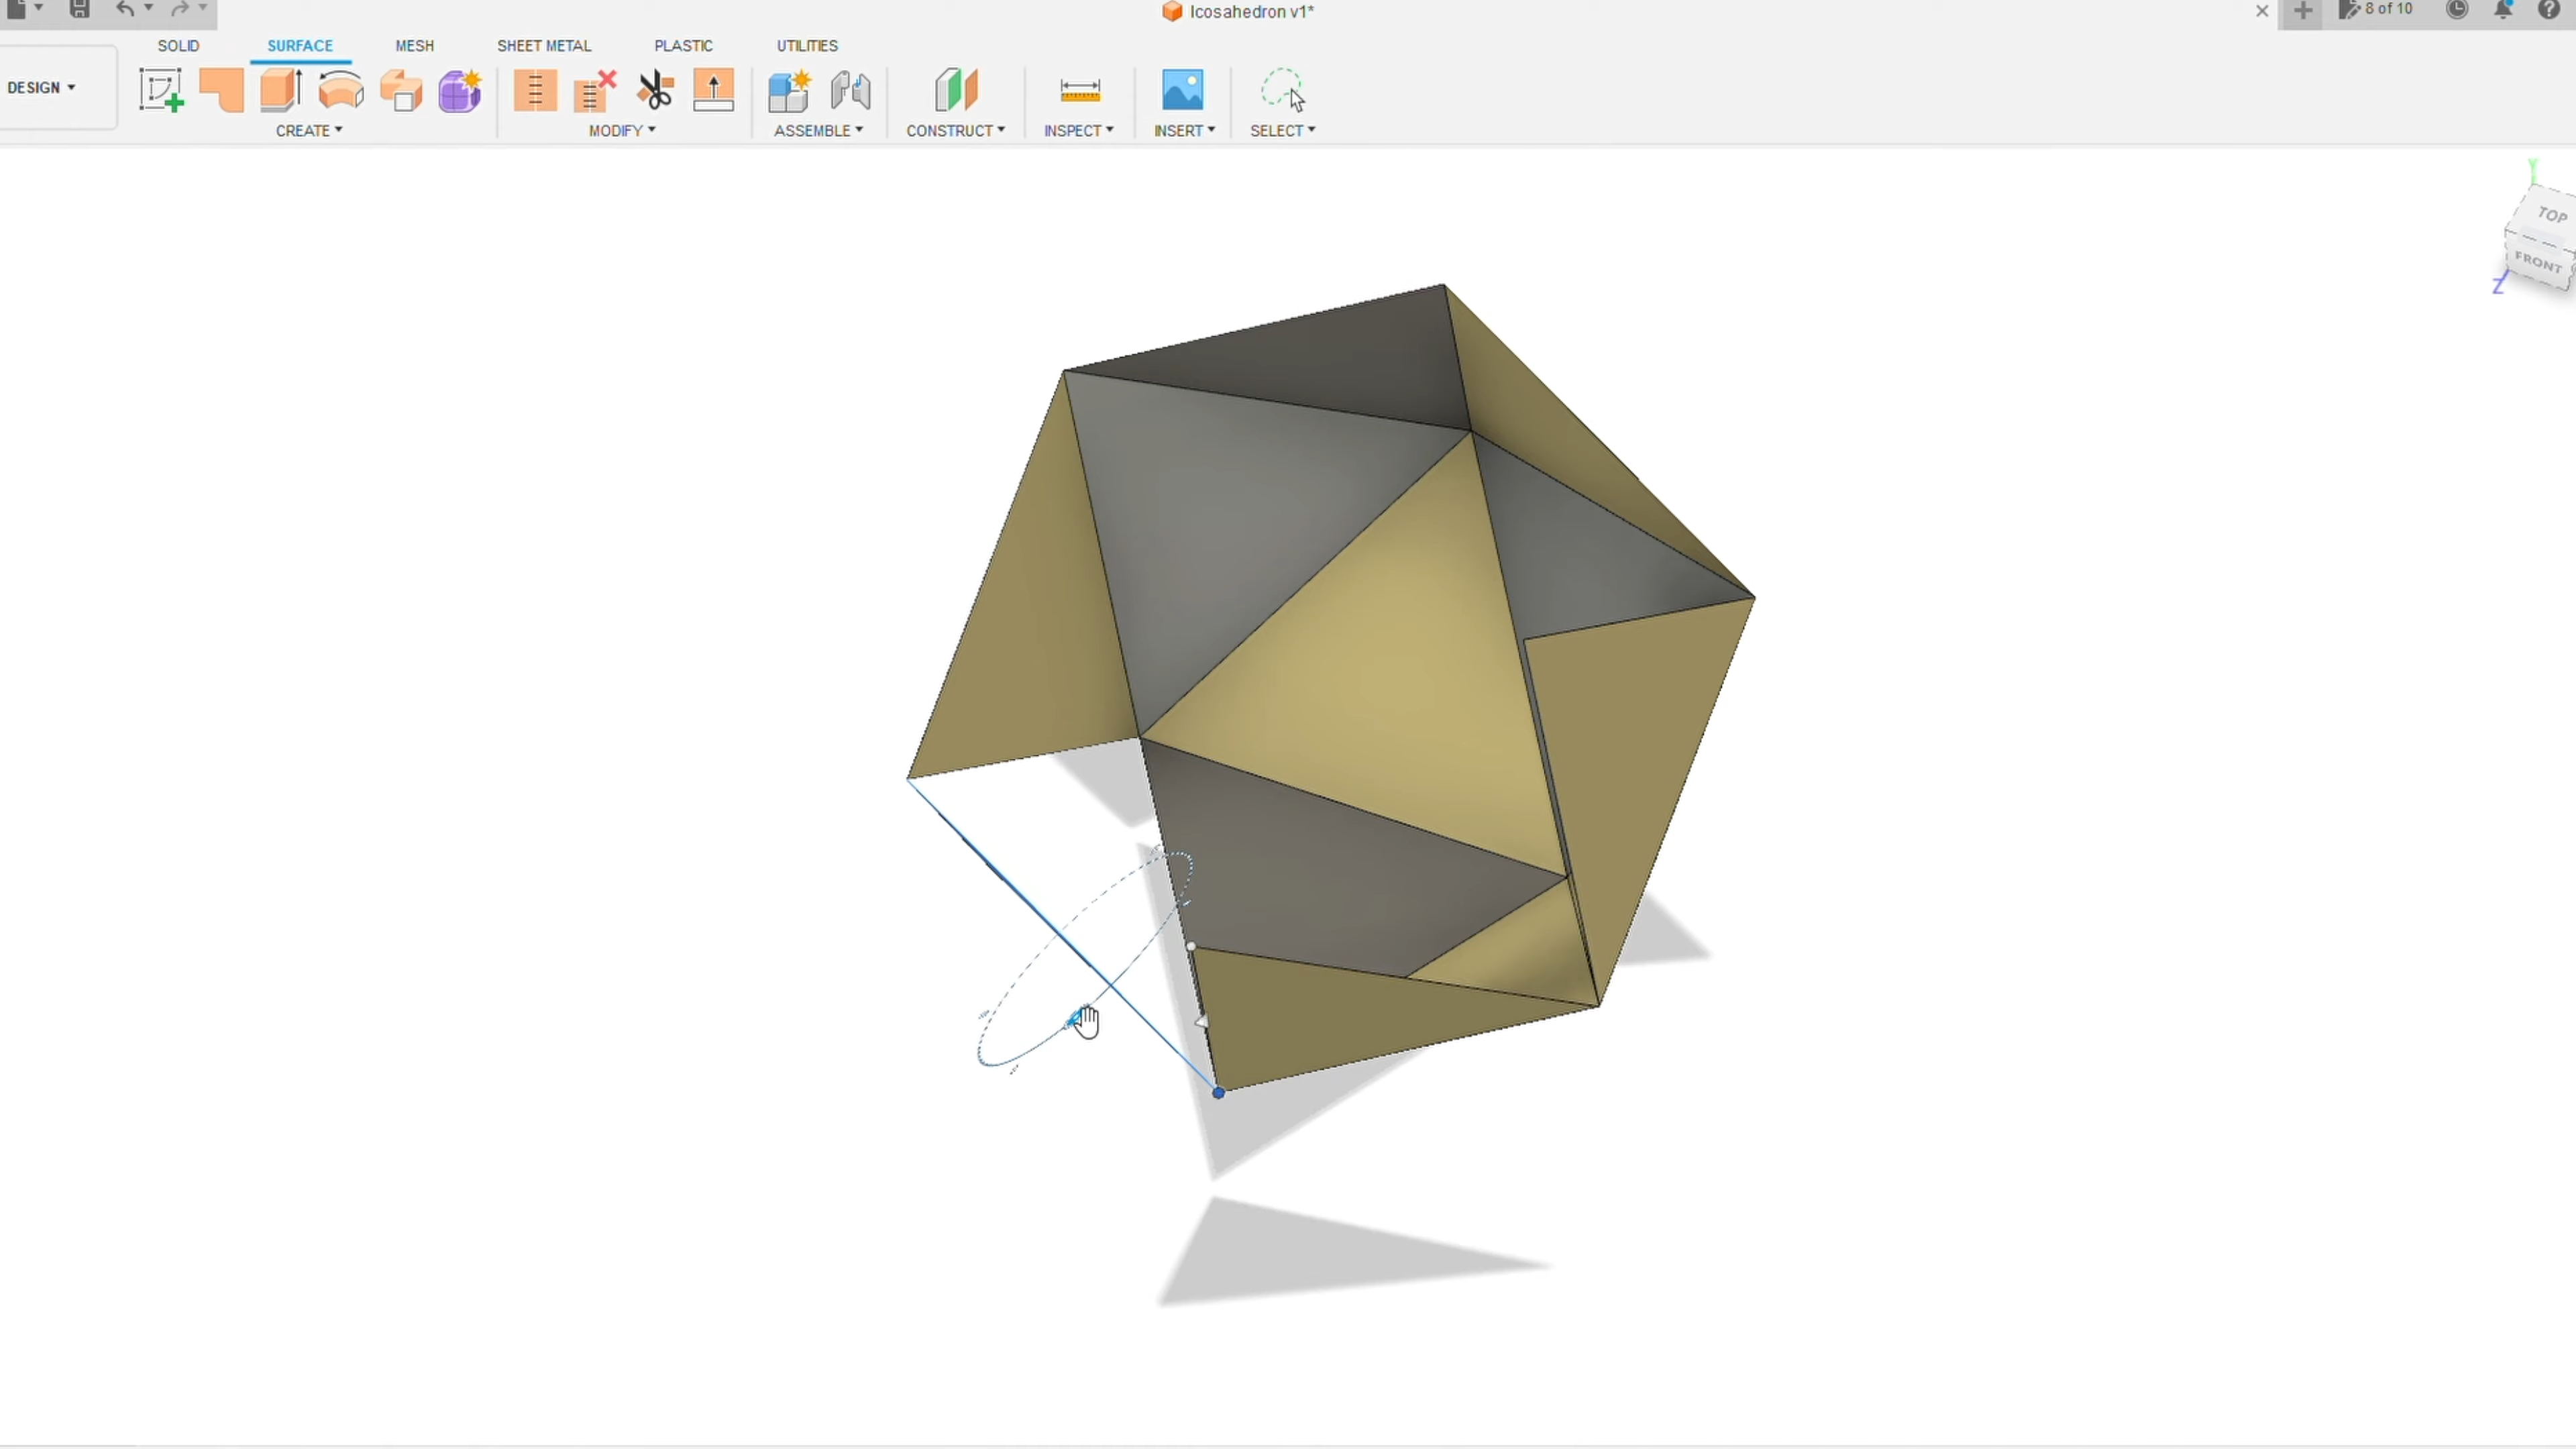 Icosahedron v1*
8 of 10
SOLID SURFACE MESH SHEET METAL PLASTIC UTILITIES
DESIGN
CREATE MODIFY ASSEMBLE CONSTRUCT INSPECT INSERT SELECT
Y
TOP
FRONT
Z